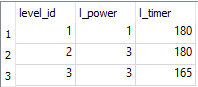 level_id l_power l_timer
1 1 1 180
2 2 3 180
3 3 3 165